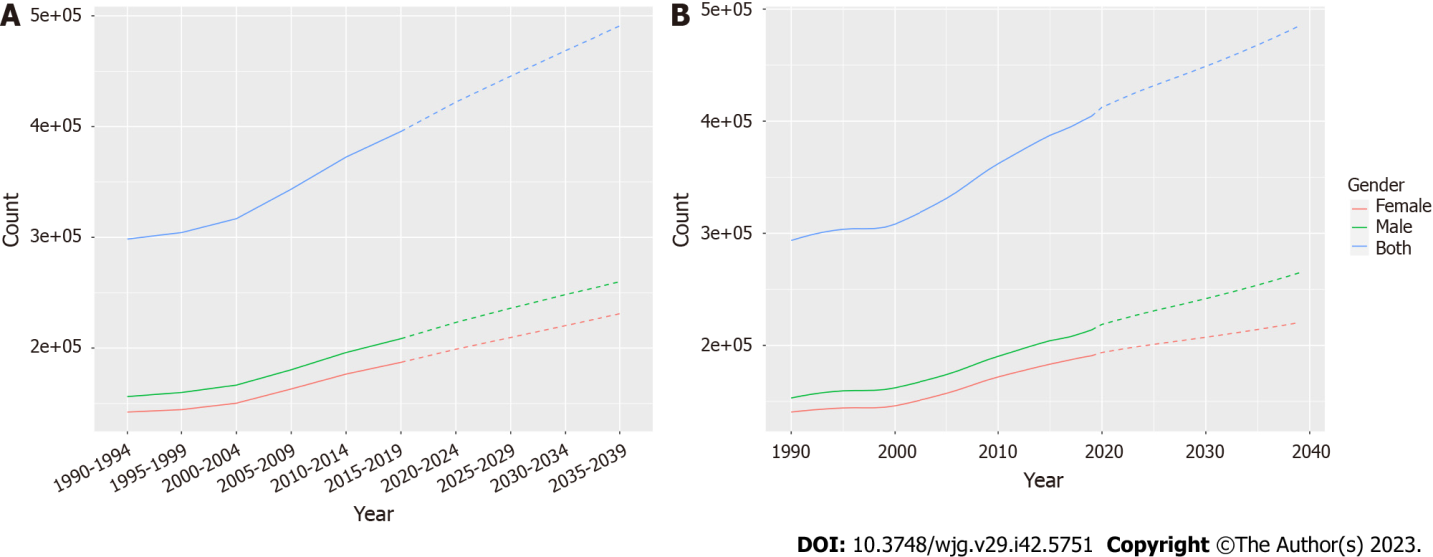 A
5e+05
4e+05
3e+05
2e+05
Count
1990-1994
1995-1999
2000-2004
2005-2009
2010-2014
2015-2019
2020-2024
2025-2029
2030-2034
2035-2039
Year
B
5e+05
4e+05
3e+05
2e+05
Count
1990
2000
2010
2020
2030
2040
Year
Gender
Female
Male
Both
DOI: 10.3748/wjg.v29.i42.5751 Copyright ©The Author(s) 2023.